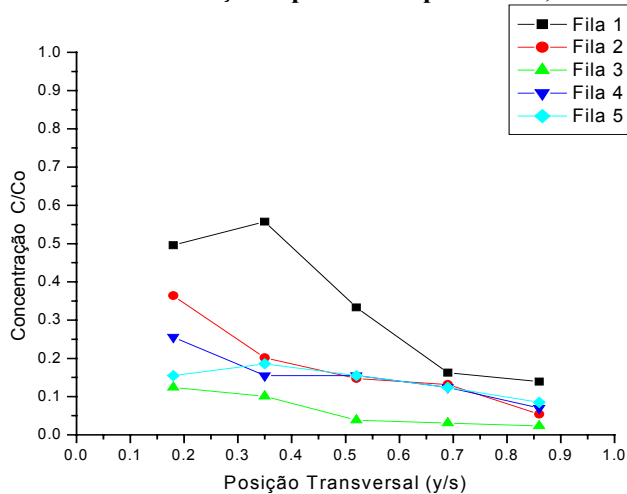 Fila 1
Fila 2
Fila 3
Fila 4
Fila 5
1.0
0.9
0.8
0.7
0.6
0.5
0.4
0.3
0.2
0.1
0.0
Concentração C/Co
0.0 0.1 0.2 0.3 0.4 0.5 0.6 0.7 0.8 0.9 1.0
Posição Transversal (y/s)